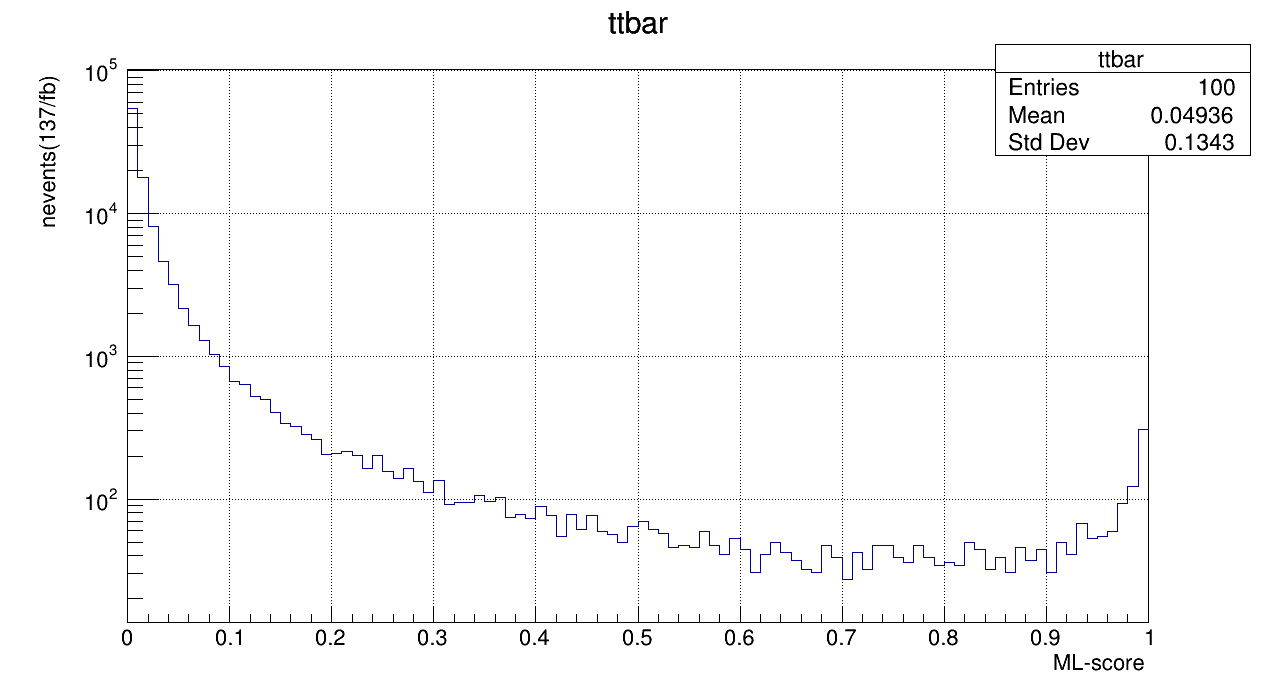 ttbar
ttbar
Entries 100
Mean 0.04936
Std Dev 0.1343
nevents(137/fb)
10^5
10^4
10^3
10^2
0 0.1 0.2 0.3 0.4 0.5 0.6 0.7 0.8 0.9 1
ML-score